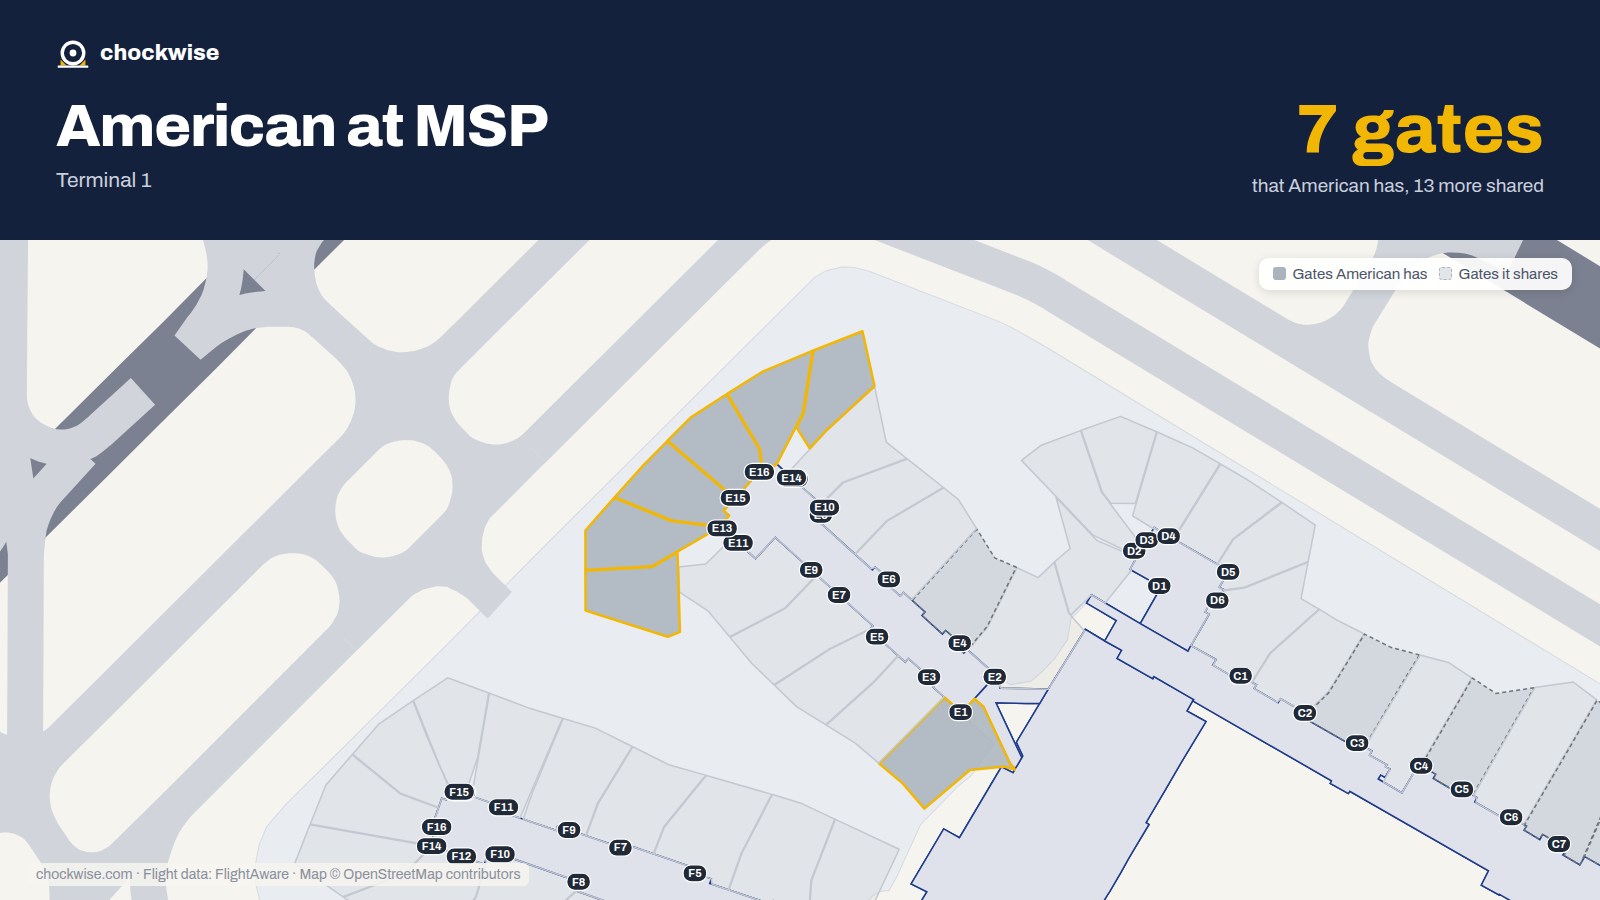 chockwise
American at MSP
Terminal 1
7 gates
that American has, 13 more shared
Gates American has
Gates it shares
E16
E14
E15
E10
E13
E11
E9
E6
E7
E5
E4
E3
E2
E1
D3
D4
D2
D1
D5
D6
C1
C2
C3
C4
C5
C6
C7
F15
F11
F16
F9
F14
F7
F12
F10
F5
F8
chockwise.com · Flight data: FlightAware · Map © OpenStreetMap contributors